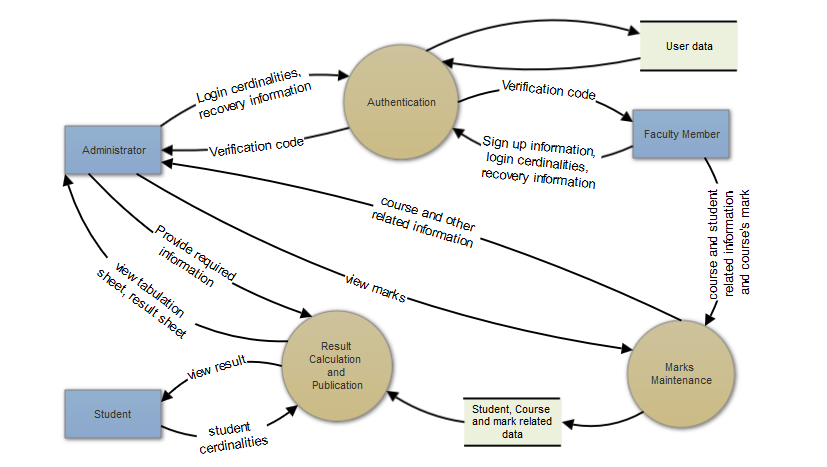 User data
Login cerdinalities,
recovery information
Authentication
Verification code
Faculty Member
Administrator
Verification code
Sign up information,
login cerdinalities,
recovery information
course and other
related information
course and student
related information
and course's mark
Provide required
information
view tabulation
sheet, result sheet
view marks
Result
Calculation
and
Publication
Marks
Maintenance
view result
Student
student
cerdinalities
Student, Course
and mark related
data